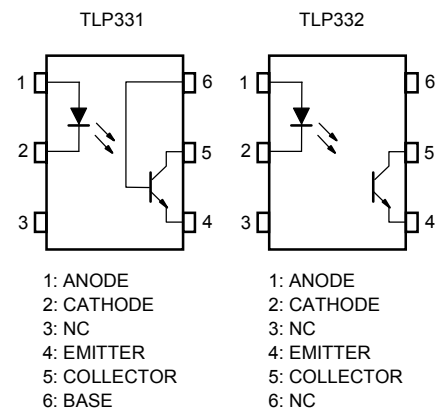 TLP331
1
2
3
6
5
4
1: ANODE
2: CATHODE
3: NC
4: EMITTER
5: COLLECTOR
6: BASE
TLP332
1
2
3
6
5
4
1: ANODE
2: CATHODE
3: NC
4: EMITTER
5: COLLECTOR
6: NC